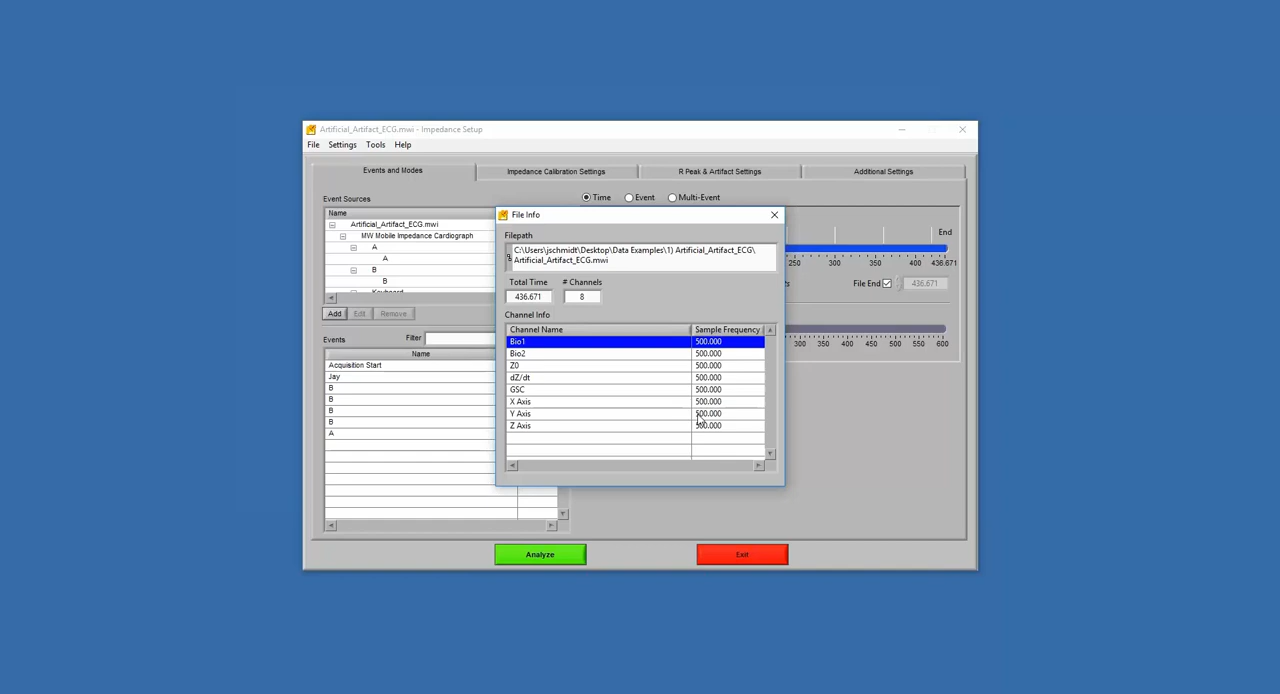 Artificial_Artifact_ECG.mwi - Impedance Setup
File Settings Tools Help
Events and Modes Impedance Calibration Settings R Peak & Artifact Settings Additional Settings
Event Sources
Time Event Multi-Event
Name
Artificial_Artifact_ECG.mwi
MW Mobile Impedance Cardiograph
A
A
B
B
Keyboard
Add Edit Remove
Events Filter
Name
Acquisition Start
Jay
B
B
B
B
A
File Info
Filepath
C:\Users\jschmidt\Desktop\Data Examples\1) Artificial_Artifact_ECG\
Artificial_Artifact_ECG.mwi
Total Time # Channels
436.671 8
Channel Info
Channel Name Sample Frequency
Bio1 500.000
Bio2 500.000
Z0 500.000
dZ/dt 500.000
GSC 500.000
X Axis 500.000
Y Axis 500.000
Z Axis 500.000
End
250 300 350 400 436.671
File End 436.671
300 350 400 450 500 550 600
Analyze Exit